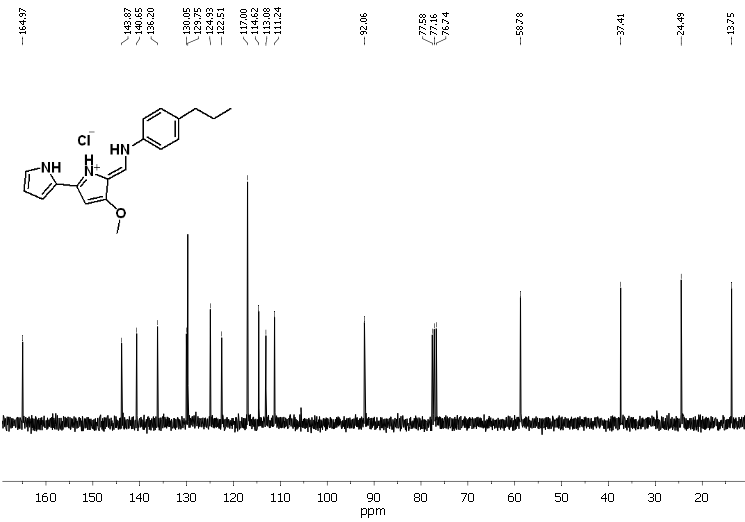 164.97
143.87
140.65
136.20
130.05
129.75
124.93
122.51
117.00
114.62
113.08
111.24
92.06
77.58
77.16
76.74
58.78
37.41
24.49
13.75
Cl⁻
HN
H
N⁺
NH
O
160 150 140 130 120 110 100 90 80 70 60 50 40 30 20
ppm